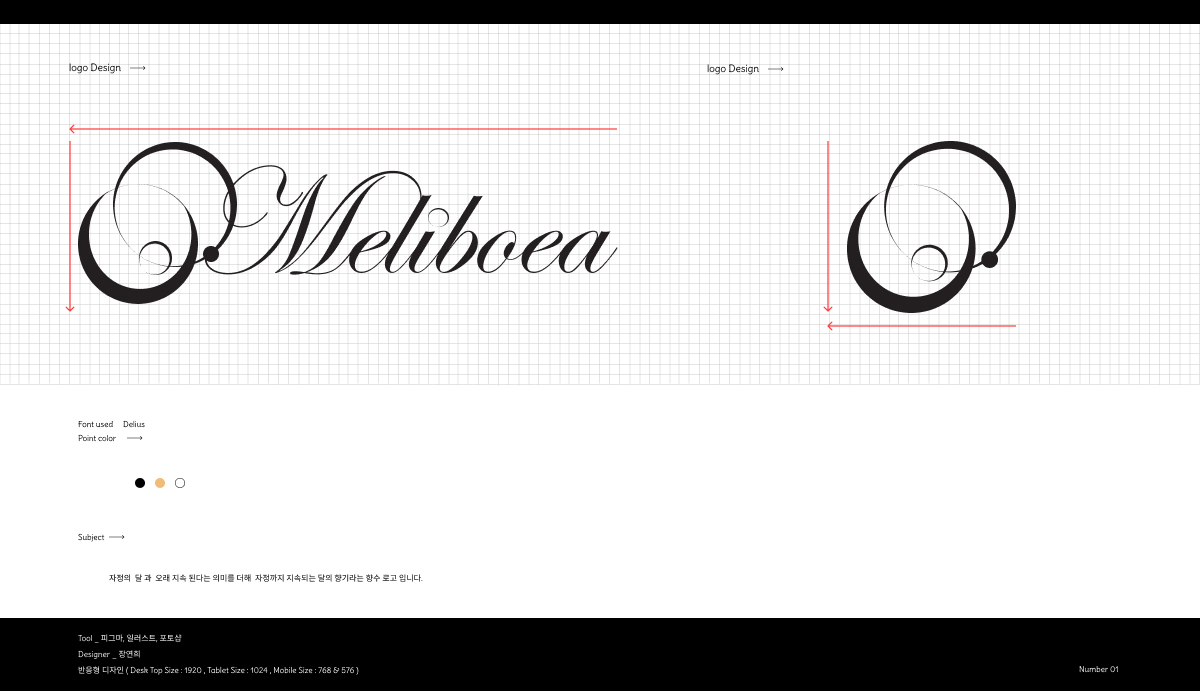 logo Design
logo Design
Meliboea
Font used Delius
Point color
Subject
자정의 달 과 오래 지속 된다는 의미를 더해 자정까지 지속되는 달의 향기라는 향수 로고 입니다.
Tool _ 피그마, 일러스트, 포토샵
Designer _ 장연희
반응형 디자인 ( Desk Top Size : 1920 , Tablet Size : 1024 , Mobile Size : 768 & 576 )
Number 01